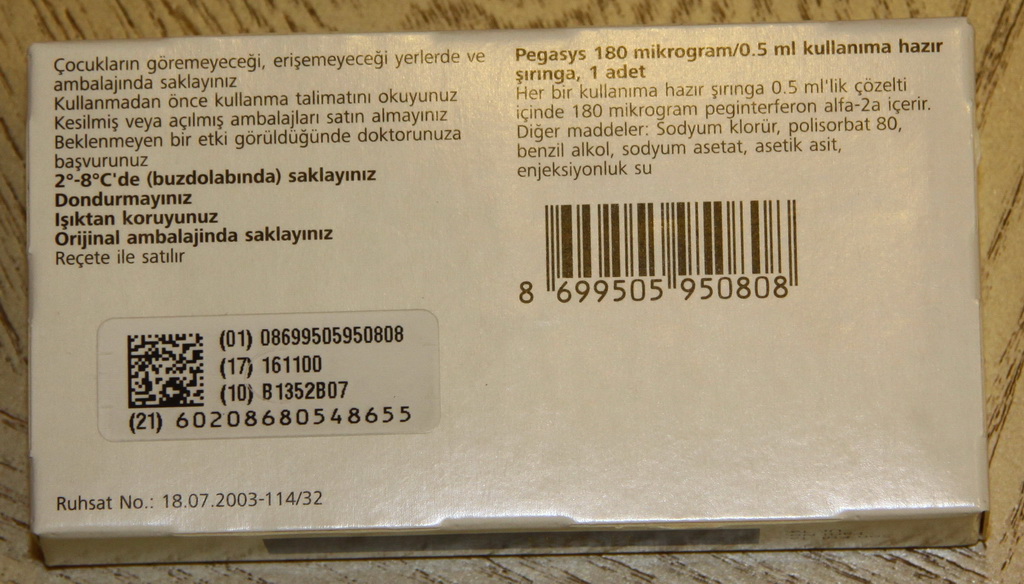 Çocukların göremeyeceği, erişemeyeceği yerlerde ve
ambalajında saklayınız
Kullanmadan önce kullanma talimatını okuyunuz
Kesilmiş veya açılmış ambalajları satın almayınız
Beklenmeyen bir etki görüldüğünde doktorunuza
başvurunuz
2°-8°C'de (buzdolabında) saklayınız
Dondurmayınız
Işıktan koruyunuz
Orijinal ambalajinda saklayınız
Reçete ile satılır
Pegasys 180 mikrogram/0.5 ml kullanıma hazır
şırınga, 1 adet
Her bir kullanıma hazır şırınga 0.5 ml'lik çözelti
içinde 180 mikrogram peginterferon alfa-2a içerir.
Diğer maddeler: Sodyum klorür, polisorbat 80,
benzil alkol, sodyum asetat, asetik asit,
enjeksiyonluk su
8 699505 950808
(01) 08699505950808
(17) 161100
(10) B1352B07
(21) 60208680548655
Ruhsat No.: 18.07.2003-114/32